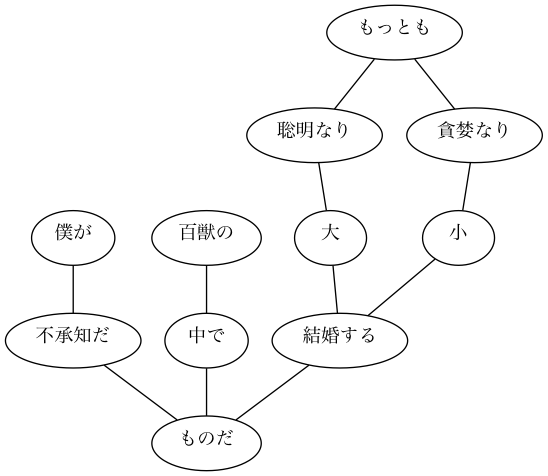 もっとも
聡明なり
貪婪なり
僕が
百獣の
大
小
不承知だ
中で
結婚する
ものだ